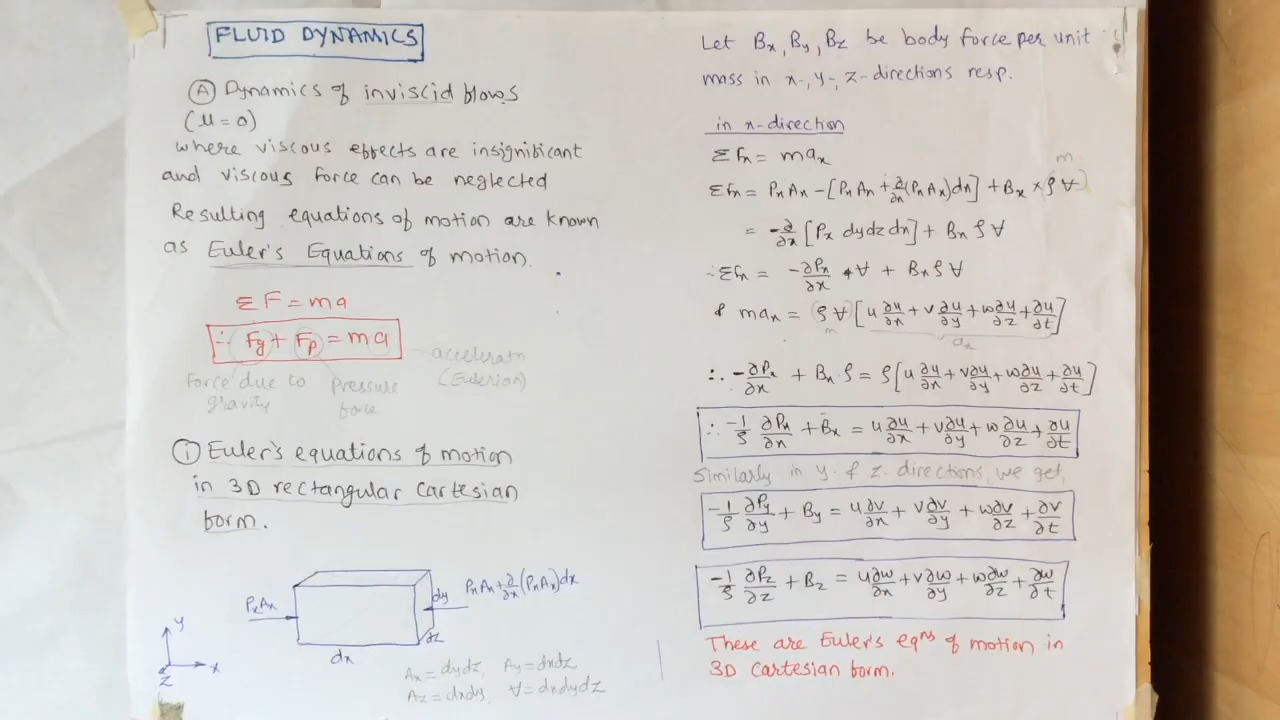 FLUID DYNAMICS
Ⓐ Dynamics of inviscid flows
(μ = 0)
where viscous effects are insignificant
and viscous force can be neglected
Resulting equations of motion are known
as Euler's Equations of motion.
ΣF = ma
∴ Fg + Fp = ma
Force due to gravity
Pressure force
acceleratn (Eulerian)
① Euler's equations of motion
in 3D rectangular Cartesian
form.
PxAx
dy
PxAx + ∂/∂x (PxAx) dx
dz
dx
y
x
z
Ax = dydz, Ay = dxdz
Az = dxdy, ∀ = dxdydz
Let Bx, By, Bz be body force per unit
mass in x-, y-, z-directions resp.
in x-direction
ΣFx = max
m
ΣFx = PxAx - [PxAx + ∂/∂x (PxAx) dx] + Bx × (ρ ∀)
= -∂/∂x [Px dydz dx] + Bx ρ ∀
∴ ΣFx = -∂Px/∂x ∀ + Bx ρ ∀
& max = (ρ ∀) [u ∂u/∂x + v ∂u/∂y + w ∂u/∂z + ∂u/∂t]
m ax
∴ -∂Px/∂x + Bx ρ = ρ [u ∂u/∂x + v ∂u/∂y + w ∂u/∂z + ∂u/∂t]
∴ -1/ρ ∂Px/∂x + Bx = u ∂u/∂x + v ∂u/∂y + w ∂u/∂z + ∂u/∂t
Similarly in y & z directions, we get,
-1/ρ ∂Py/∂y + By = u ∂v/∂x + v ∂v/∂y + w ∂v/∂z + ∂v/∂t
-1/ρ ∂Pz/∂z + Bz = u ∂w/∂x + v ∂w/∂y + w ∂w/∂z + ∂w/∂t
These are Euler's eqns of motion in
3D Cartesian form.